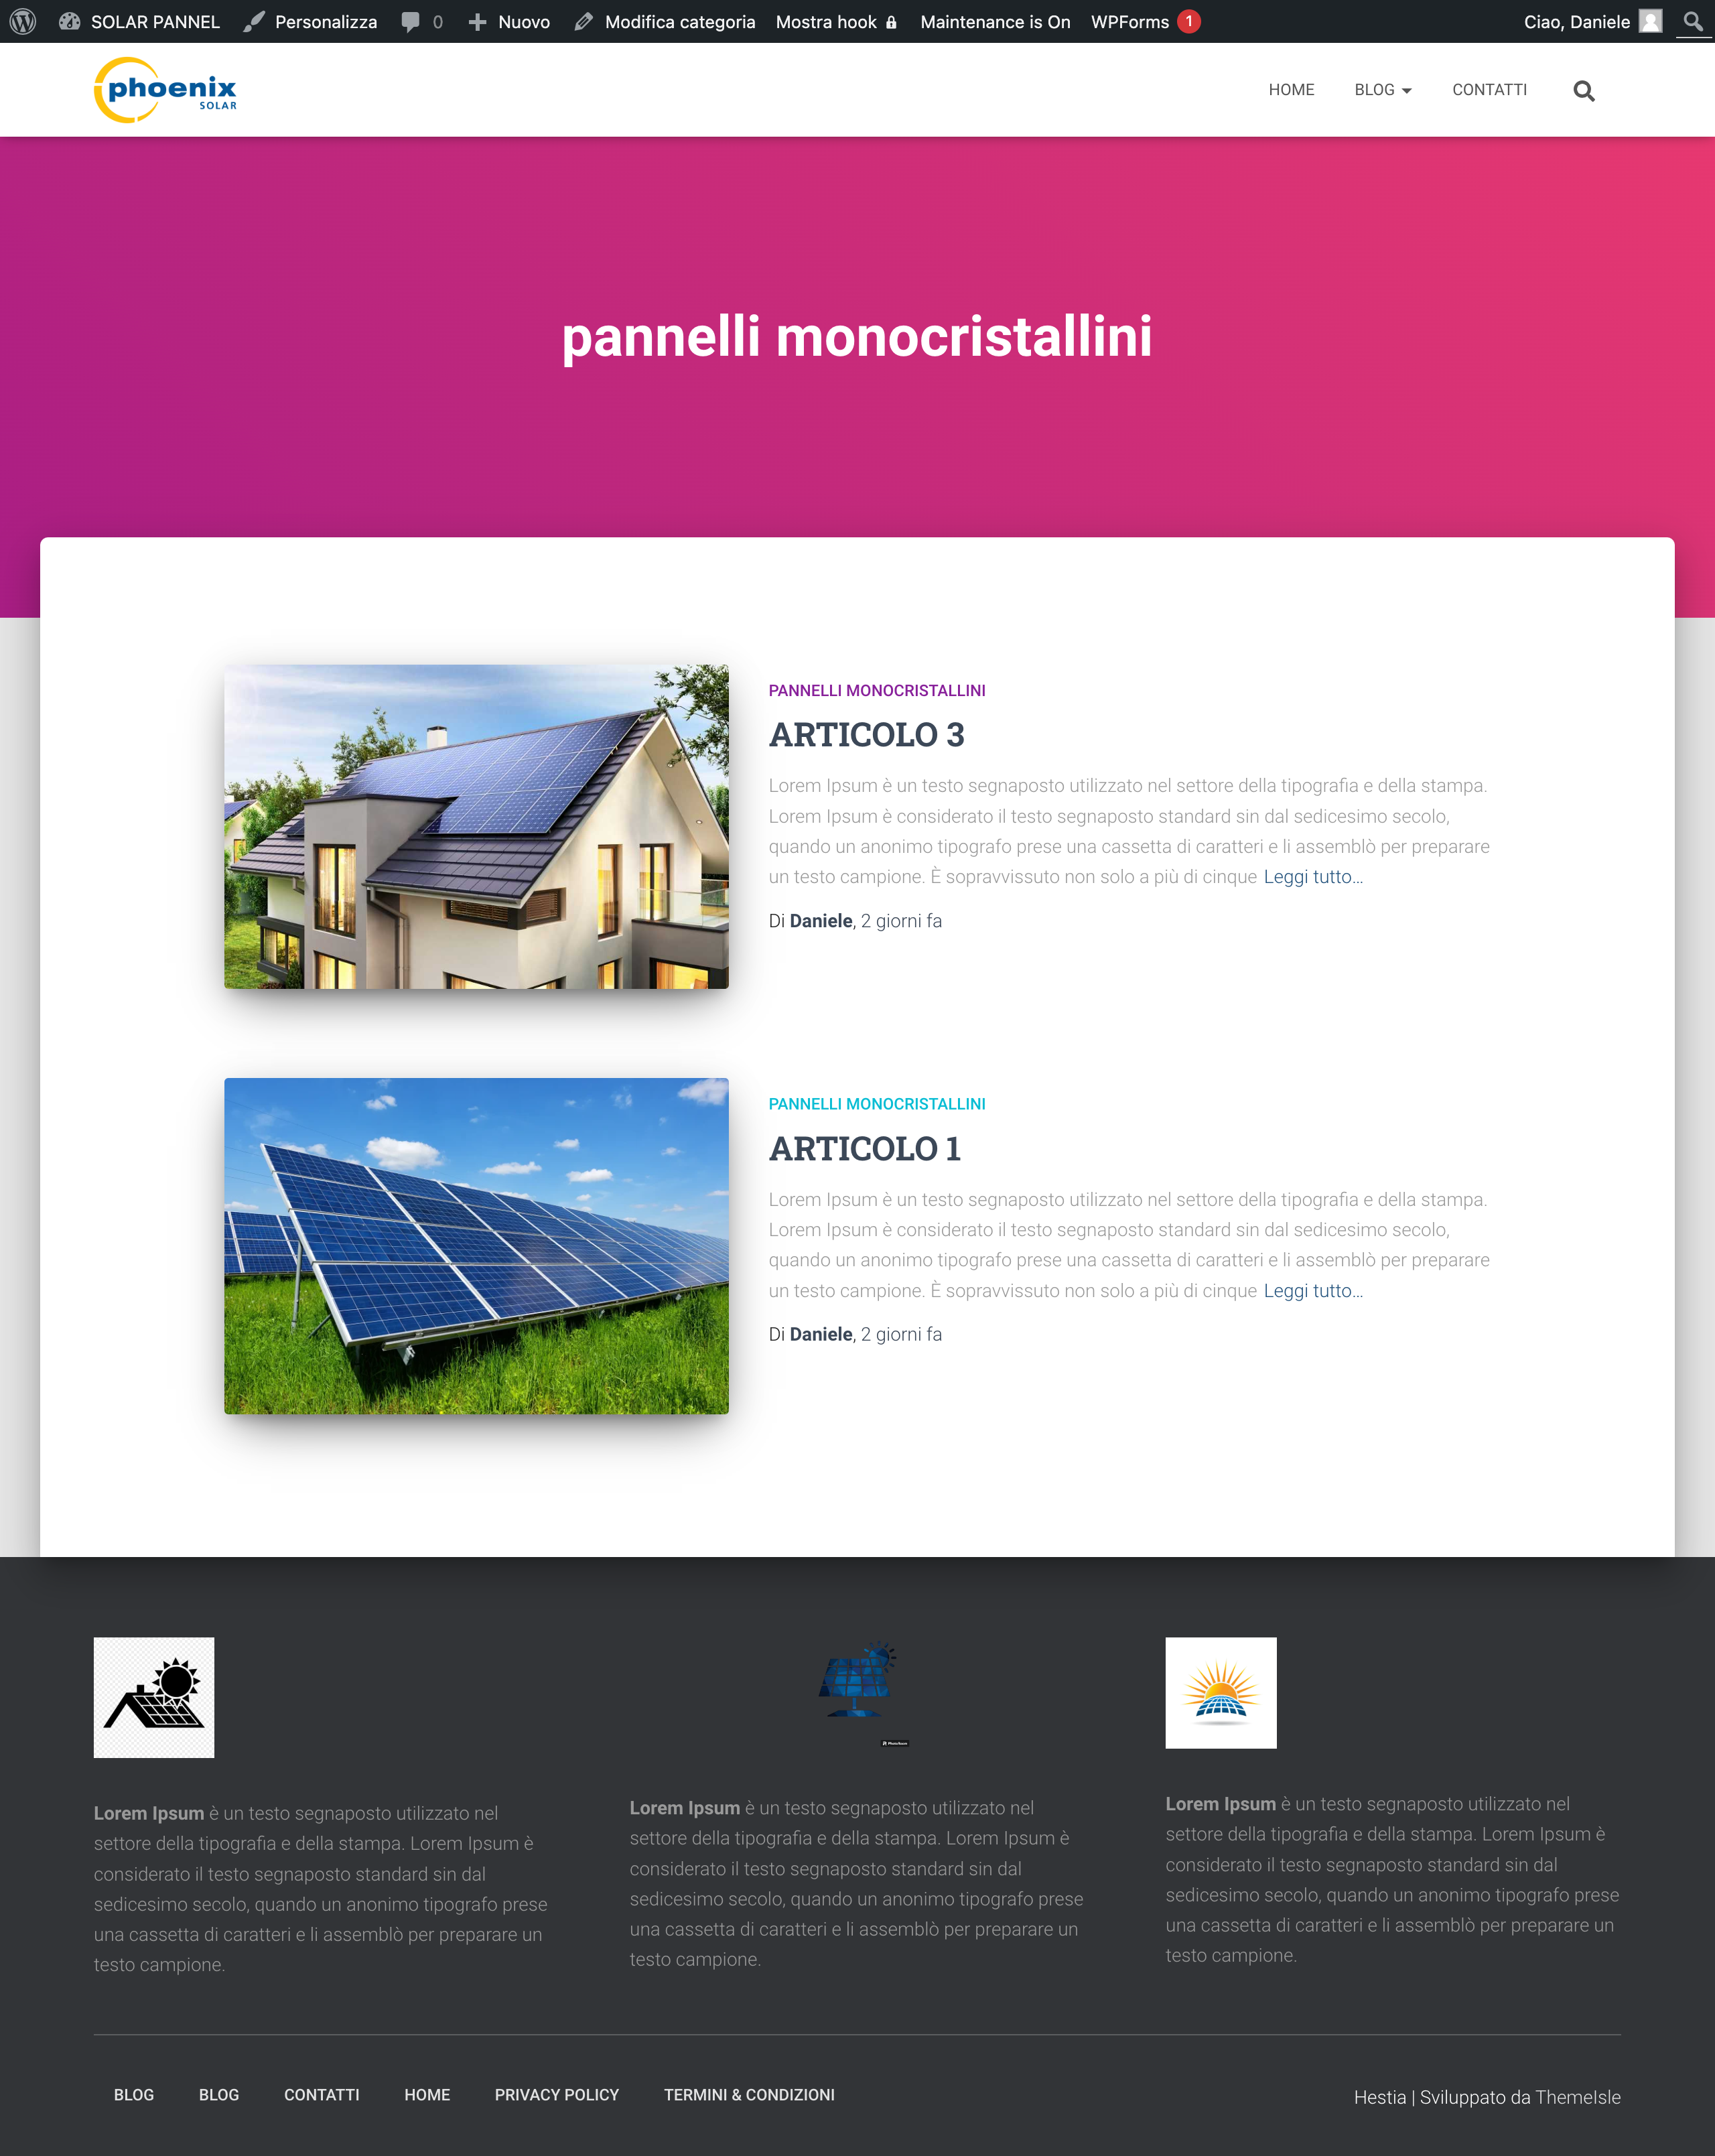 SOLAR PANNEL Personalizza 0 Nuovo Modifica categoria Mostra hook Maintenance is On WPForms 1 Ciao, Daniele
phoenix
SOLAR
HOME BLOG CONTATTI
pannelli monocristallini
PANNELLI MONOCRISTALLINI
ARTICOLO 3
Lorem Ipsum è un testo segnaposto utilizzato nel settore della tipografia e della stampa.
Lorem Ipsum è considerato il testo segnaposto standard sin dal sedicesimo secolo,
quando un anonimo tipografo prese una cassetta di caratteri e li assemblò per preparare
un testo campione. È sopravvissuto non solo a più di cinque Leggi tutto…
Di Daniele, 2 giorni fa
PANNELLI MONOCRISTALLINI
ARTICOLO 1
Lorem Ipsum è un testo segnaposto utilizzato nel settore della tipografia e della stampa.
Lorem Ipsum è considerato il testo segnaposto standard sin dal sedicesimo secolo,
quando un anonimo tipografo prese una cassetta di caratteri e li assemblò per preparare
un testo campione. È sopravvissuto non solo a più di cinque Leggi tutto…
Di Daniele, 2 giorni fa
Lorem Ipsum è un testo segnaposto utilizzato nel
settore della tipografia e della stampa. Lorem Ipsum è
considerato il testo segnaposto standard sin dal
sedicesimo secolo, quando un anonimo tipografo prese
una cassetta di caratteri e li assemblò per preparare un
testo campione.
Lorem Ipsum è un testo segnaposto utilizzato nel
settore della tipografia e della stampa. Lorem Ipsum è
considerato il testo segnaposto standard sin dal
sedicesimo secolo, quando un anonimo tipografo prese
una cassetta di caratteri e li assemblò per preparare un
testo campione.
Lorem Ipsum è un testo segnaposto utilizzato nel
settore della tipografia e della stampa. Lorem Ipsum è
considerato il testo segnaposto standard sin dal
sedicesimo secolo, quando un anonimo tipografo prese
una cassetta di caratteri e li assemblò per preparare un
testo campione.
BLOG BLOG CONTATTI HOME PRIVACY POLICY TERMINI & CONDIZIONI
Hestia | Sviluppato da ThemeIsle